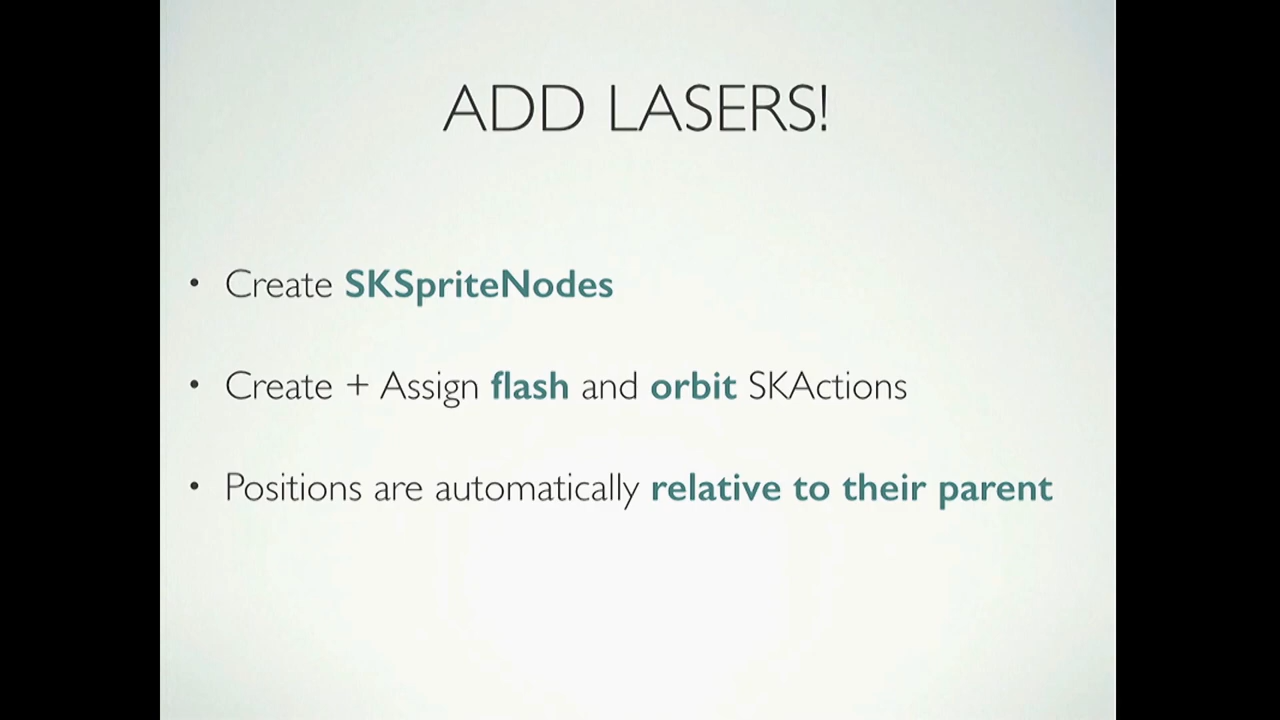 ADD LASERS!
• Create SKSpriteNodes
• Create + Assign flash and orbit SKActions
• Positions are automatically relative to their parent